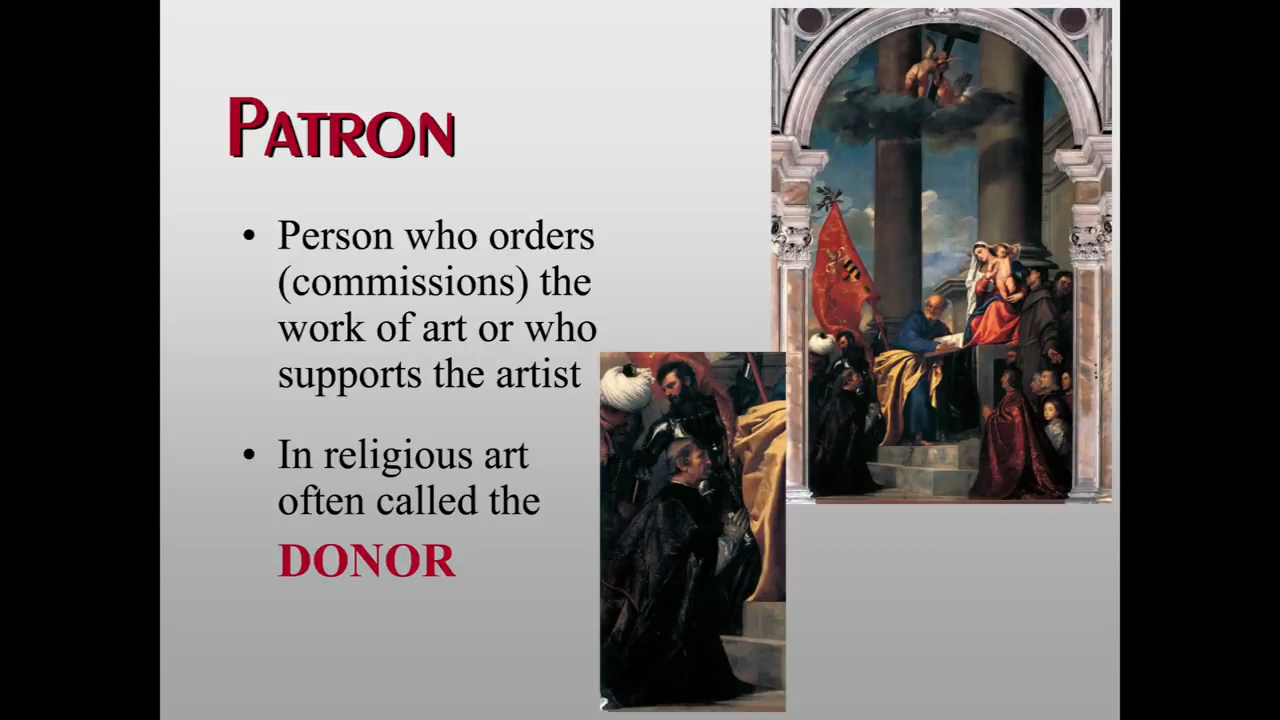 PATRON
• Person who orders
(commissions) the
work of art or who
supports the artist
• In religious art
often called the
DONOR